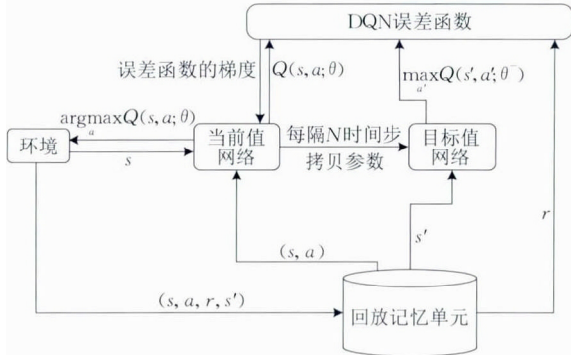 DQN误差函数
误差函数的梯度
Q(s,a;θ)
max Q(s′,a′;θ⁻)
a′
argmax Q(s,a;θ)
a
环境
s
当前值
网络
每隔N时间步
拷贝参数
目标值
网络
r
(s,a)
s′
(s,a,r,s′)
回放记忆单元